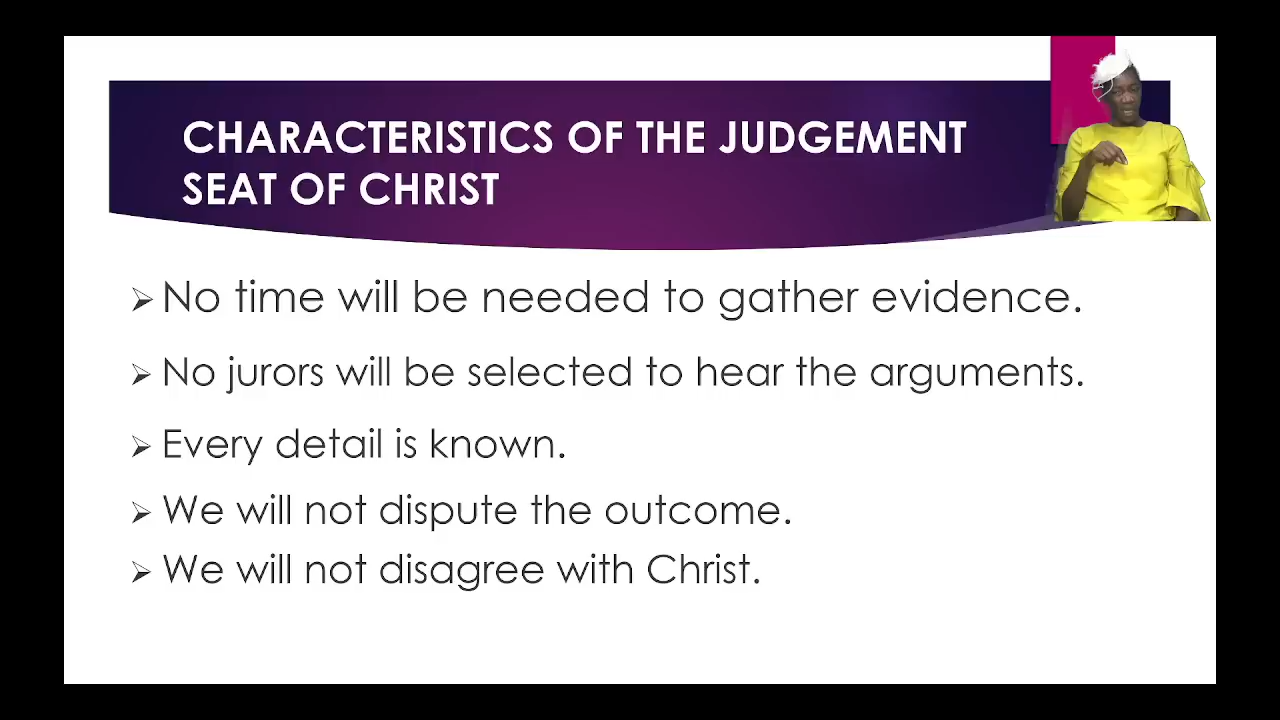 CHARACTERISTICS OF THE JUDGEMENT
SEAT OF CHRIST
➢ No time will be needed to gather evidence.
➢ No jurors will be selected to hear the arguments.
➢ Every detail is known.
➢ We will not dispute the outcome.
➢ We will not disagree with Christ.